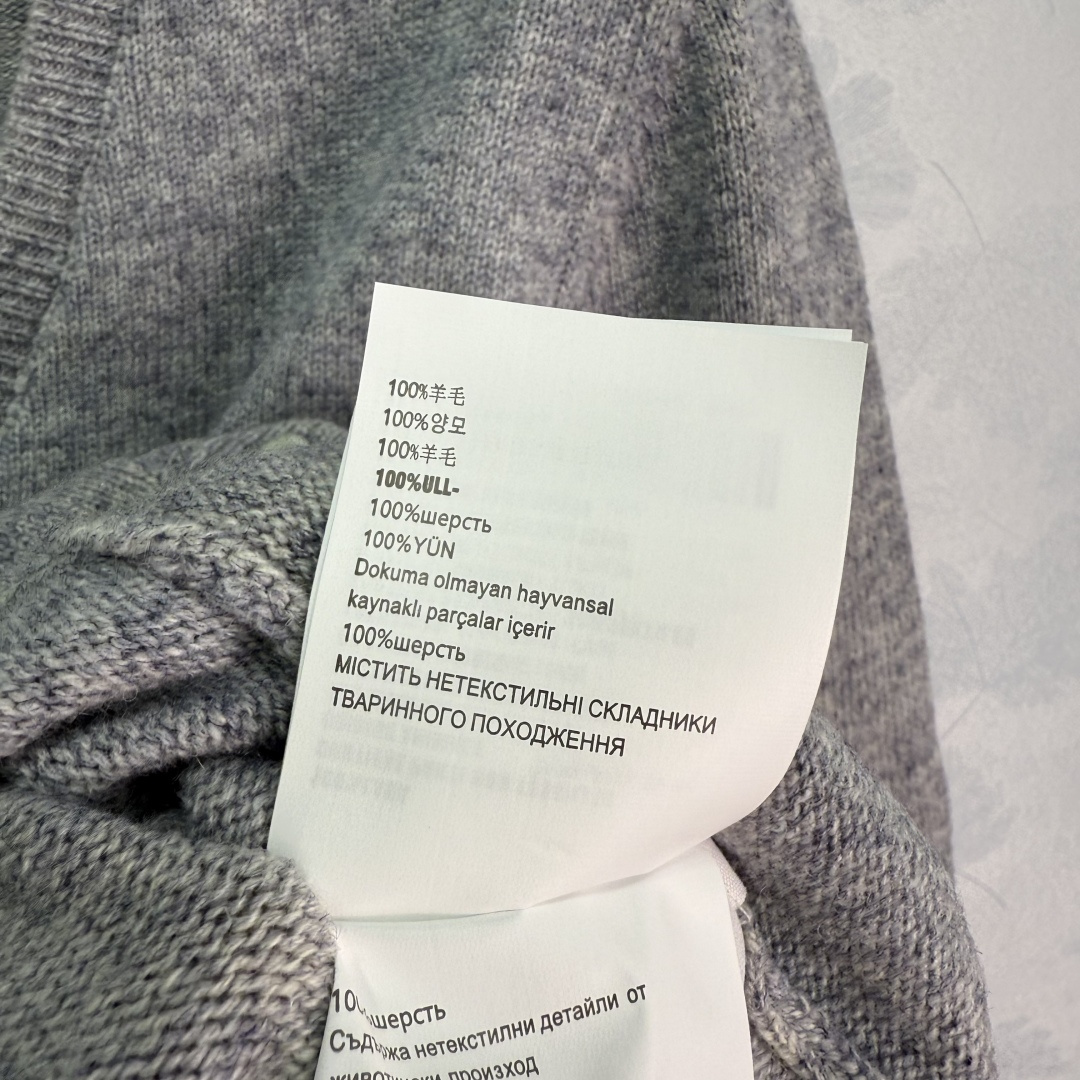 100%羊毛
100%양모
100%羊毛
100%ULL-
100%шерсть
100%YÜN
Dokuma olmayan hayvansal
kaynaklı parçalar içerir
100%шерсть
МІСТИТЬ НЕТЕКСТИЛЬНІ СКЛАДНИКИ
ТВАРИННОГО ПОХОДЖЕННЯ
шерсть
нетекстилни детайли от
произход